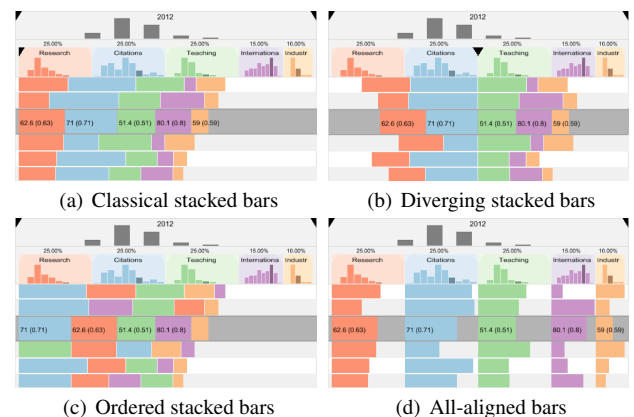 2012 2012
25.00% 25.00% 25.00% 15.00% 10.00% 25.00% 25.00% 25.00% 15.00% 10.00%
Research Citations Teaching Internationa Industr Research Citations Teaching Internationa Industr
62.6 (0.63) 71 (0.71) 51.4 (0.51) 80.1 (0.8) 59 (0.59) 62.6 (0.63) 71 (0.71) 51.4 (0.51) 80.1 (0.8) 59 (0.59)
(a) Classical stacked bars (b) Diverging stacked bars
2012 2012
25.00% 25.00% 25.00% 15.00% 10.00% 25.00% 25.00% 25.00% 15.00% 10.00%
Research Citations Teaching Internationa Industr Research Citations Teaching Internationa Industr
71 (0.71) 62.6 (0.63) 51.4 (0.51) 80.1 (0.8) 62.6 (0.63) 71 (0.71) 51.4 (0.51) 80.1 (0.8) 59 (0.59)
(c) Ordered stacked bars (d) All-aligned bars